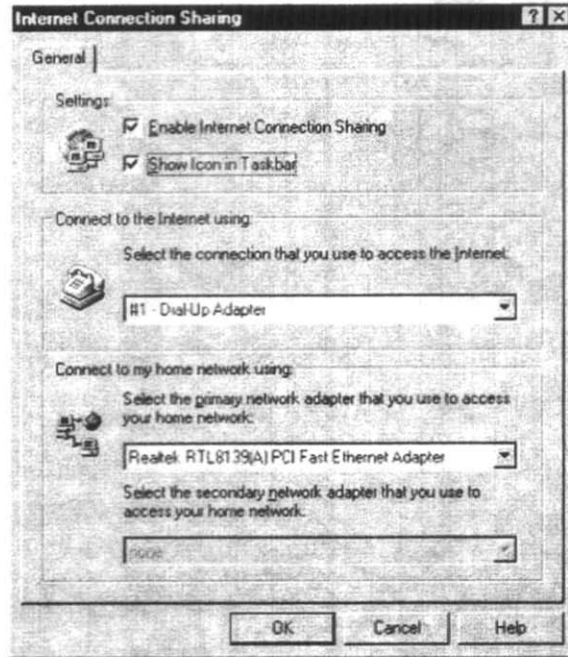 Internet Connection Sharing
General
Settings:
Enable Internet Connection Sharing
Show Icon in Taskbar
Connect to the Internet using:
Select the connection that you use to access the Internet:
#1 - Dial-Up Adapter
Connect to my home network using:
Select the primary network adapter that you use to access
your home network:
Realtek RTL8139(A) PCI Fast Ethernet Adapter
Select the secondary network adapter that you use to
access your home network:
none
OK Cancel Help